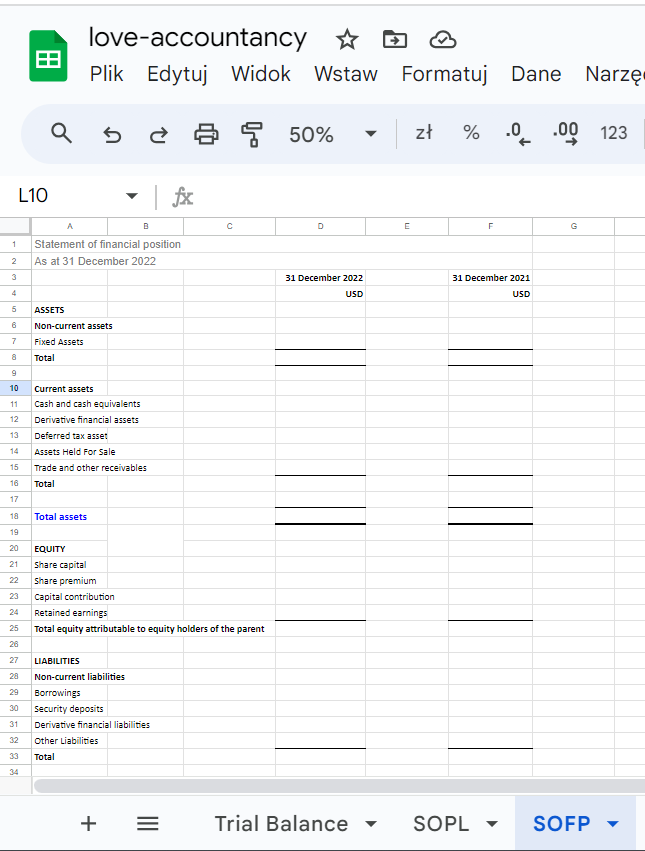 love-accountancy
Plik Edytuj Widok Wstaw Formatuj Dane
50% zł % .0 .00 123
L10 fx
A B C D E F G
1 Statement of financial position
2 As at 31 December 2022
3 31 December 2022 31 December 2021
4 USD USD
5 ASSETS
6 Non-current assets
7 Fixed Assets
8 Total
9
10 Current assets
11 Cash and cash equivalents
12 Derivative financial assets
13 Deferred tax asset
14 Assets Held For Sale
15 Trade and other receivables
16 Total
17
18 Total assets
19
20 EQUITY
21 Share capital
22 Share premium
23 Capital contribution
24 Retained earnings
25 Total equity attributable to equity holders of the parent
26
27 LIABILITIES
28 Non-current liabilities
29 Borrowings
30 Security deposits
31 Derivative financial liabilities
32 Other Liabilities
33 Total
34
+ Trial Balance SOPL SOFP